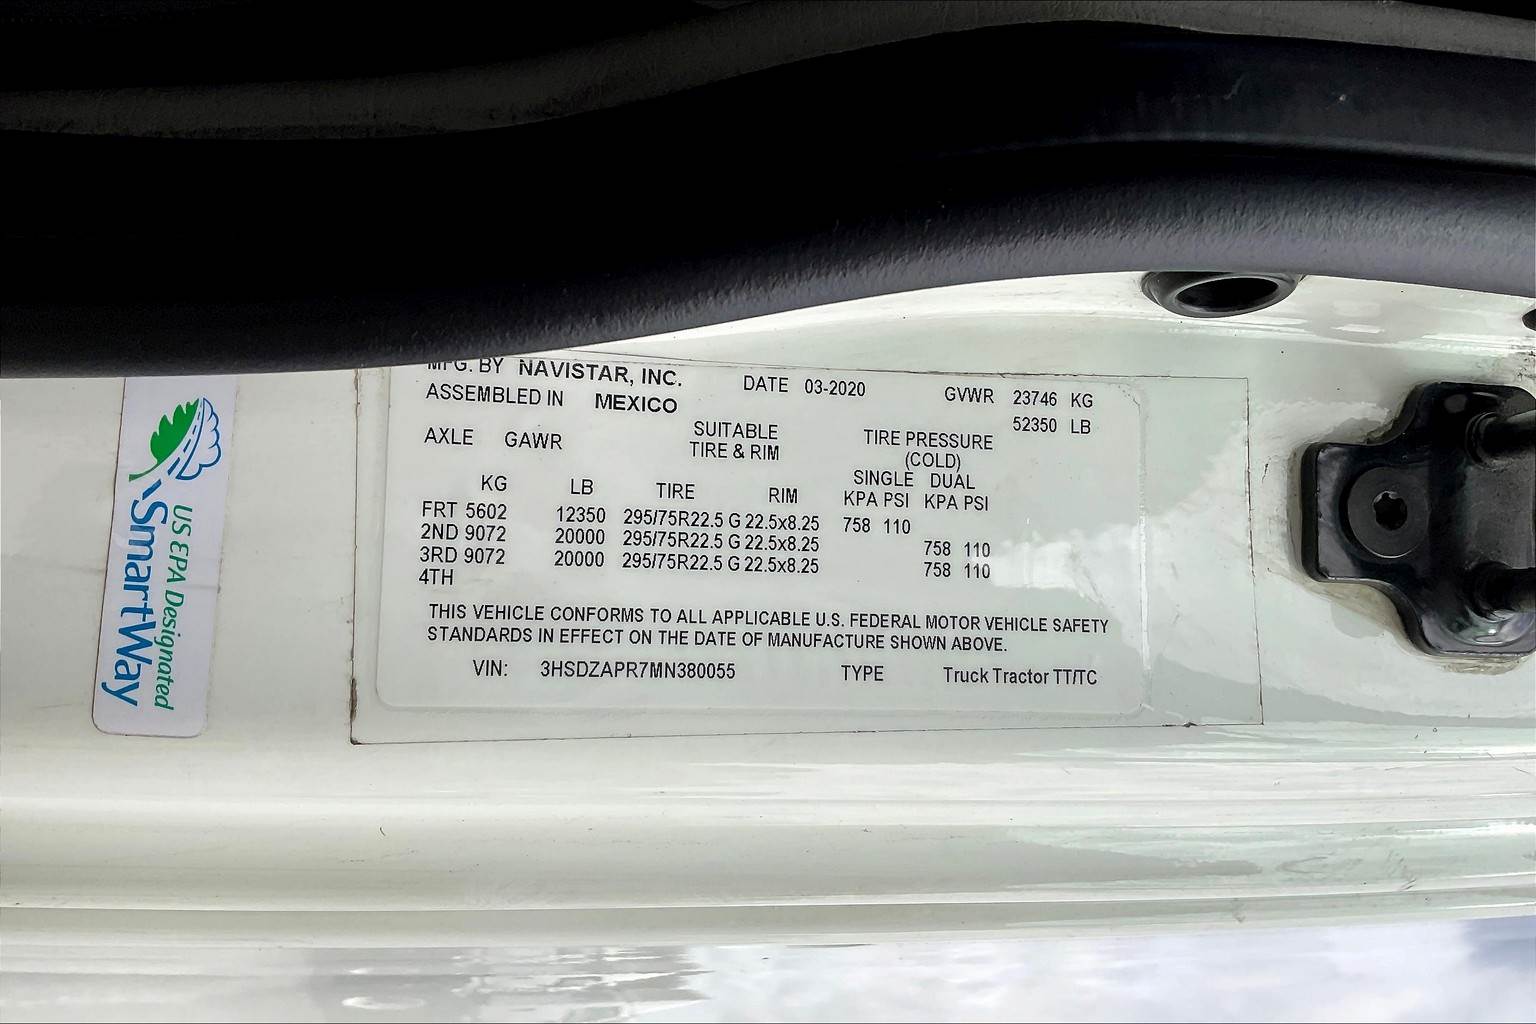 MFG. BY NAVISTAR, INC. DATE 03-2020 GVWR 23746 KG
ASSEMBLED IN MEXICO 52350 LB
AXLE GAWR SUITABLE TIRE PRESSURE
TIRE & RIM (COLD)
SINGLE DUAL
KG LB TIRE RIM KPA PSI KPA PSI
FRT 5602 12350 295/75R22.5 G 22.5x8.25 758 110
2ND 9072 20000 295/75R22.5 G 22.5x8.25 758 110
3RD 9072 20000 295/75R22.5 G 22.5x8.25 758 110
4TH
THIS VEHICLE CONFORMS TO ALL APPLICABLE U.S. FEDERAL MOTOR VEHICLE SAFETY
STANDARDS IN EFFECT ON THE DATE OF MANUFACTURE SHOWN ABOVE.
VIN: 3HSDZAPR7MN380055 TYPE Truck Tractor TT/TC
US EPA Designated
SmartWay